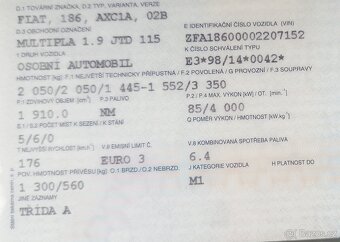 D.1 TOVÁRNÍ ZNAČKA, D.2 TYP, VARIANTA, VERZE
FIAT, 186, AXC1A, 02B
E IDENTIFIKAČNÍ ČÍSLO VOZIDLA (VIN)
D.3 OBCHODNÍ OZNAČENÍ
ZFA18600002207152
MULTIPLA 1.9 JTD 115
K ČÍSLO SCHVÁLENÍ TYPU
DRUH VOZIDLA
E3*98/14*0042*
OSOBNÍ AUTOMOBIL
HMOTNOST [kg] - F.1 NEJVĚTŠÍ TECHNICKY PŘÍPUSTNÁ / F.2 POVOLENÁ / G PROVOZNÍ / F.3 SOUPRAVY
2 050/2 050/1 445-1 552/3 350
P.1 ZDVIHOVÝ OBJEM [cm³] P.3 PALIVO
P.2 / P.4 MAX. VÝKON [kW] / OT. [min⁻¹]
1 910.0 NM
85/4 000
S.1 / S.2 POČET MÍST K SEZENÍ / K STÁNÍ
Q POMĚR VÝKON / HMOTNOST [kW.kg⁻¹]
5/6/0
T NEJVYŠŠÍ RYCHLOST [km.h⁻¹] V.9 EMISNÍ LIMIT Č.
V.8 KOMBINOVANÁ SPOTŘEBA PALIVA
176 EURO 3
6.4
POV. HMOTNOST PŘÍVĚSU [kg] - O.1 BRZD. / O.2 NEBRZD.
J KATEGORIE VOZIDLA
H PLATNOST DO
1 300/560
M1
JINÉ ZÁZNAMY
TŘÍDA A